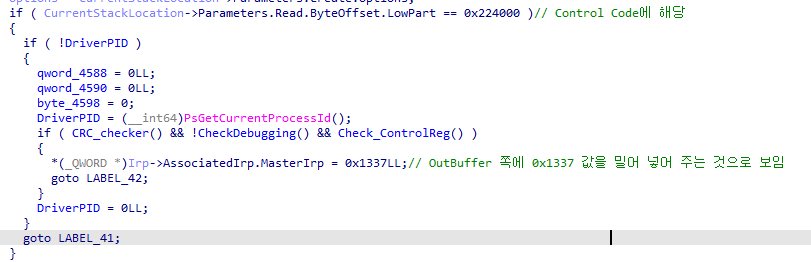 if ( CurrentStackLocation->Parameters.Read.ByteOffset.LowPart == 0x224000 )// Control Code에 해당
{
if ( !DriverPID )
{
qword_4588 = 0LL;
qword_4590 = 0LL;
byte_4598 = 0;
DriverPID = (__int64)PsGetCurrentProcessId();
if ( CRC_checker() && !CheckDebugging() && Check_ControlReg() )
{
*(_QWORD *)Irp->AssociatedIrp.MasterIrp = 0x1337LL;// OutBuffer 쪽에 0x1337 값을 밀어 넣어 주는 것으로 보임
goto LABEL_42;
}
DriverPID = 0LL;
}
goto LABEL_41;
}